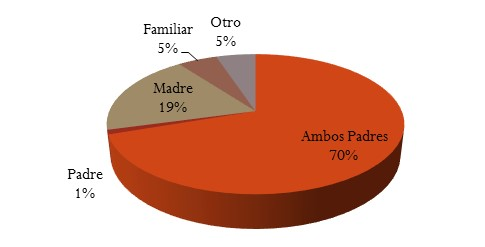 Familiar
5%
Otro
5%
Madre
19%
Ambos Padres
70%
Padre
1%